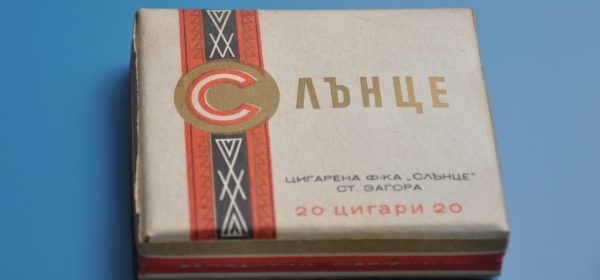 СЛЪНЦЕ
ЦИГАРЕНА Ф-КА „СЛЪНЦЕ"
СТ. ЗАГОРА
20 ЦИГАРИ 20